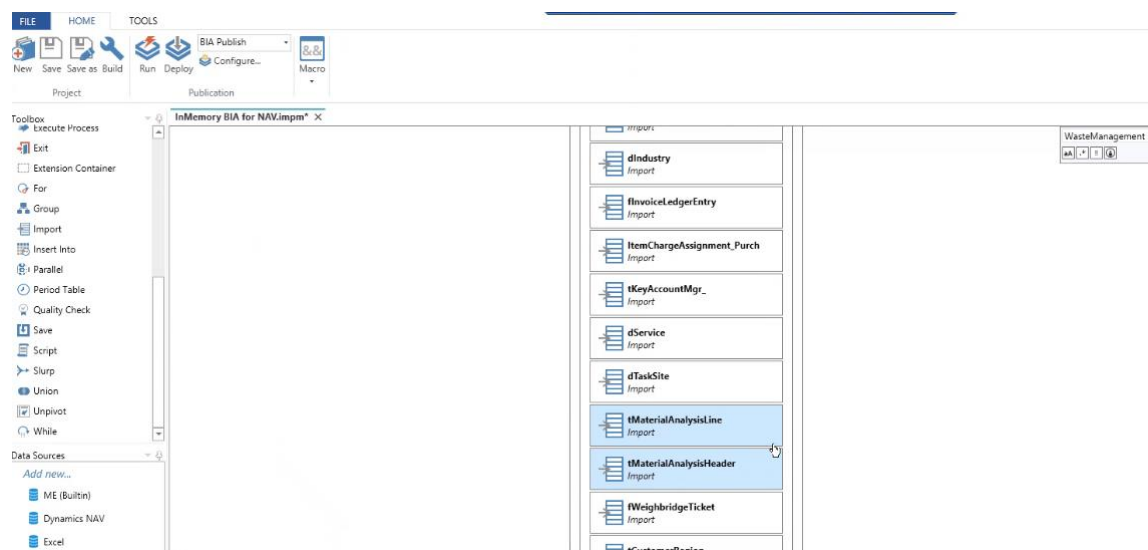 FILE HOME TOOLS
New Save Save as Build Run Deploy BIA Publish Configure... Macro
Project Publication
Toolbox
Execute Process
Exit
Extension Container
For
Group
Import
Insert Into
Parallel
Period Table
Quality Check
Save
Script
Slurp
Union
Unpivot
While
Data Sources
Add new...
ME (Builtin)
Dynamics NAV
Excel
InMemory BIA for NAV.impm* X
Import
dIndustry
Import
fInvoiceLedgerEntry
Import
ItemChargeAssignment_Purch
Import
tKeyAccountMgr_
Import
dService
Import
dTaskSite
Import
tMaterialAnalysisLine
Import
tMaterialAnalysisHeader
Import
fWeighbridgeTicket
Import
tCustomerRegion
WasteManagement
aA .* !!